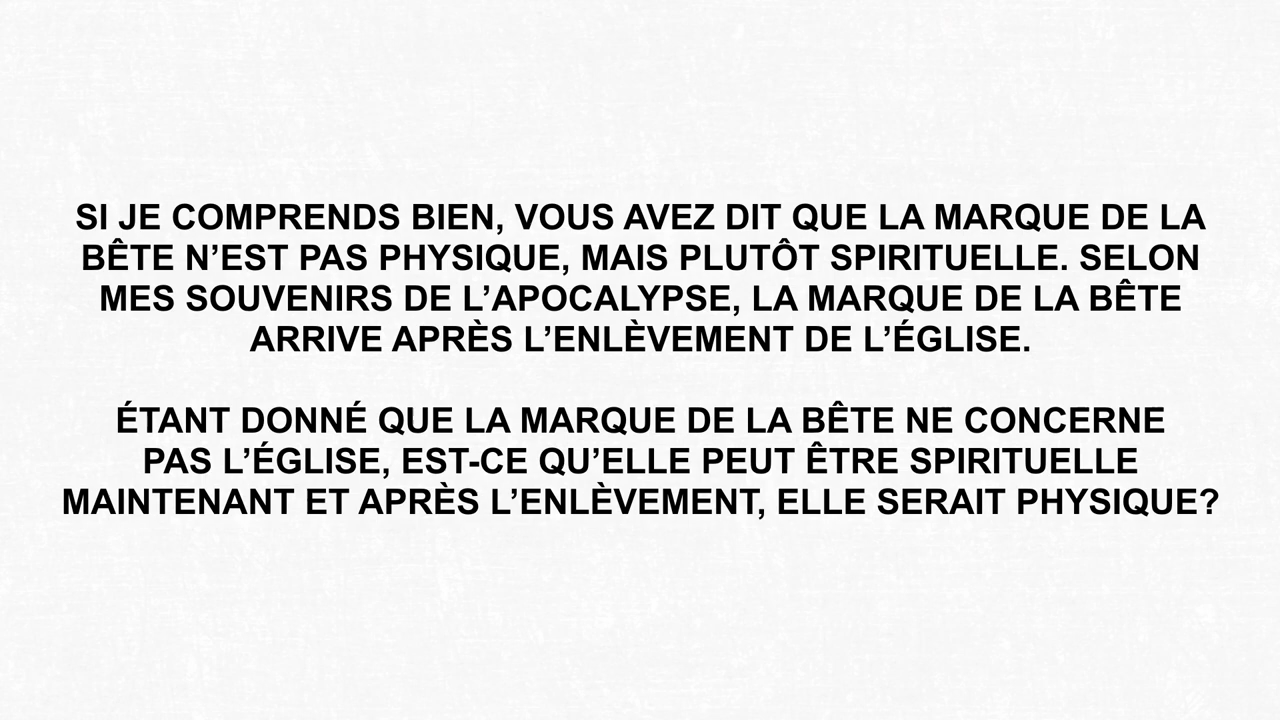 SI JE COMPRENDS BIEN, VOUS AVEZ DIT QUE LA MARQUE DE LA
BÊTE N’EST PAS PHYSIQUE, MAIS PLUTÔT SPIRITUELLE. SELON
MES SOUVENIRS DE L’APOCALYPSE, LA MARQUE DE LA BÊTE
ARRIVE APRÈS L’ENLÈVEMENT DE L’ÉGLISE.
ÉTANT DONNÉ QUE LA MARQUE DE LA BÊTE NE CONCERNE
PAS L’ÉGLISE, EST-CE QU’ELLE PEUT ÊTRE SPIRITUELLE
MAINTENANT ET APRÈS L’ENLÈVEMENT, ELLE SERAIT PHYSIQUE?